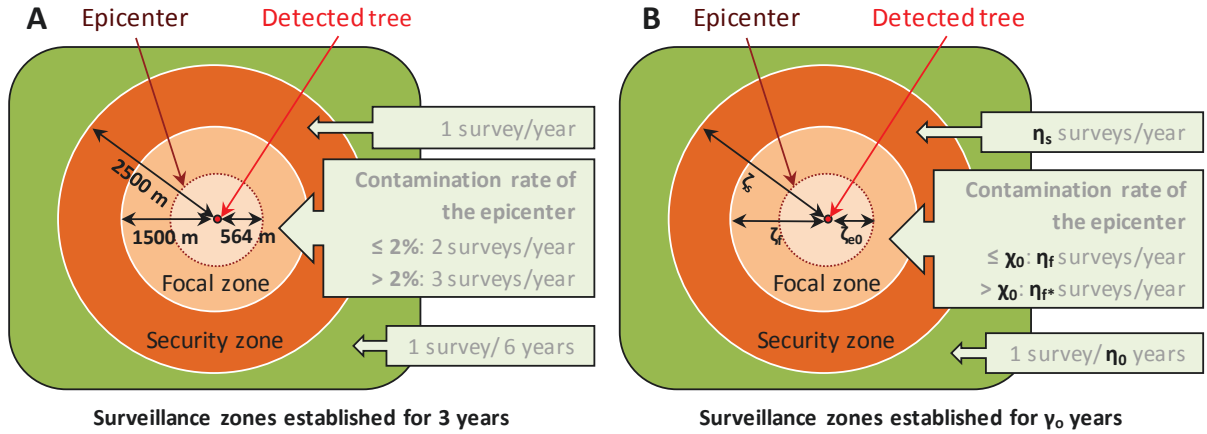 A
Epicenter
Detected tree
1 survey/year
2500 m
1500 m
564 m
Contamination rate of
the epicenter
≤ 2%: 2 surveys/year
> 2%: 3 surveys/year
Focal zone
Security zone
1 survey/ 6 years
Surveillance zones established for 3 years
B
Epicenter
Detected tree
ηs surveys/year
ζs
ζf
ζe0
Contamination rate of
the epicenter
≤ χ0: ηf surveys/year
> χ0: ηf* surveys/year
Focal zone
Security zone
1 survey/ η0 years
Surveillance zones established for γo years